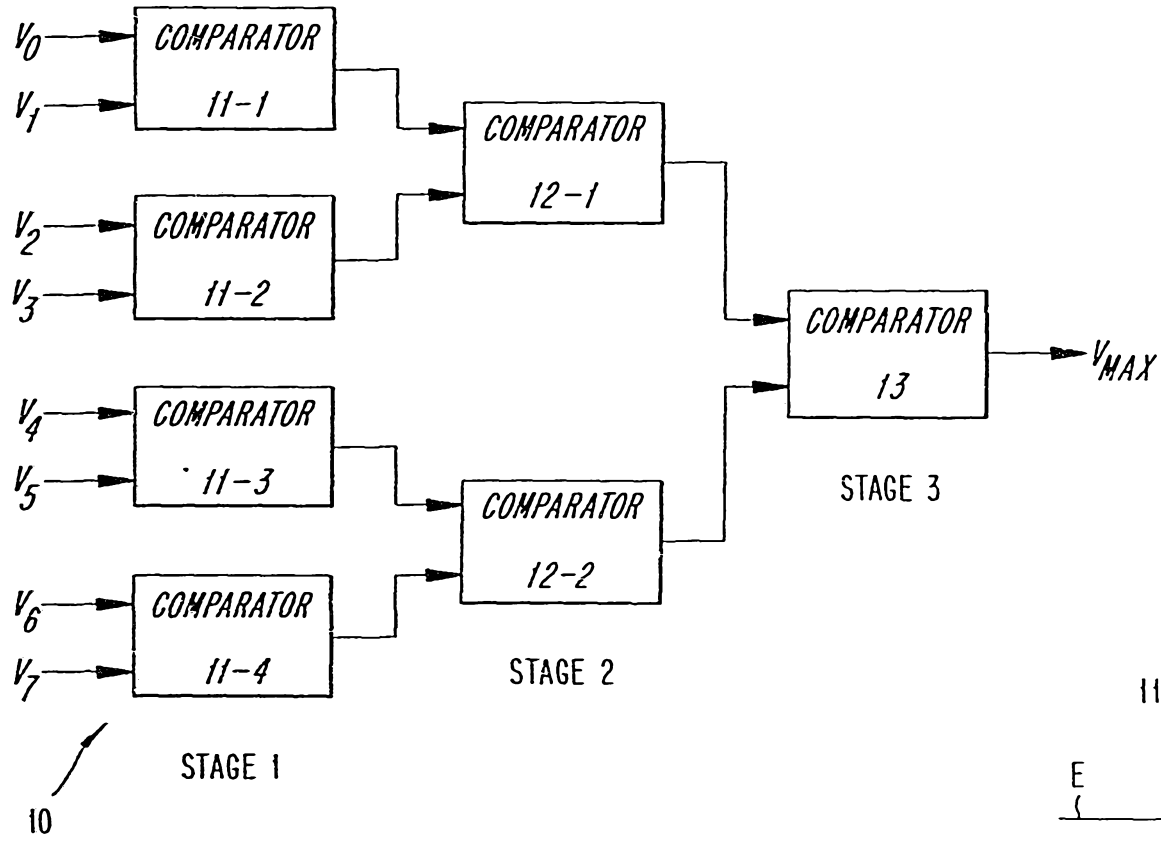 V0
V1
COMPARATOR
11-1
V2
V3
COMPARATOR
11-2
V4
V5
COMPARATOR
11-3
V6
V7
COMPARATOR
11-4
STAGE 1
10
COMPARATOR
12-1
COMPARATOR
12-2
STAGE 2
COMPARATOR
13
STAGE 3
VMAX
11
E